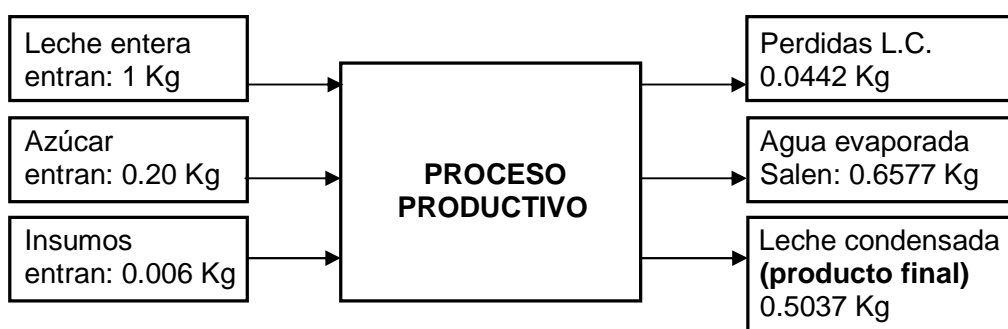 Leche entera
entran: 1 Kg
Azúcar
entran: 0.20 Kg
Insumos
entran: 0.006 Kg
PROCESO
PRODUCTIVO
Perdidas L.C.
0.0442 Kg
Agua evaporada
Salen: 0.6577 Kg
Leche condensada
(producto final)
0.5037 Kg